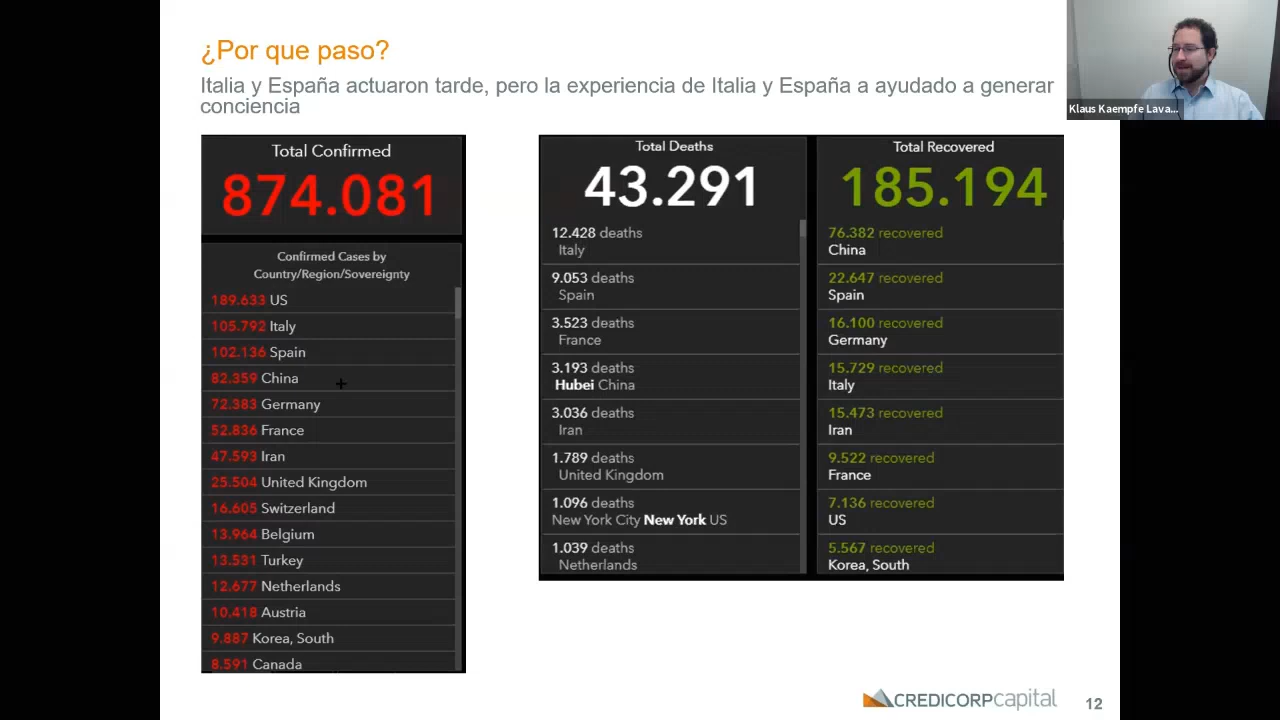 ¿Por que paso?
Italia y España actuaron tarde, pero la experiencia de Italia y España a ayudado a generar
conciencia
Klaus Kaempfe Lava...
Total Confirmed
874.081
Confirmed Cases by
Country/Region/Sovereignty
189.633 US
105.792 Italy
102.136 Spain
82.359 China
72.383 Germany
52.836 France
47.593 Iran
25.504 United Kingdom
16.605 Switzerland
13.964 Belgium
13.531 Turkey
12.677 Netherlands
10.418 Austria
9.887 Korea, South
8.591 Canada
Total Deaths
43.291
12.428 deaths
Italy
9.053 deaths
Spain
3.523 deaths
France
3.193 deaths
Hubei China
3.036 deaths
Iran
1.789 deaths
United Kingdom
1.096 deaths
New York City New York US
1.039 deaths
Netherlands
Total Recovered
185.194
76.382 recovered
China
22.647 recovered
Spain
16.100 recovered
Germany
15.729 recovered
Italy
15.473 recovered
Iran
9.522 recovered
France
7.136 recovered
US
5.567 recovered
Korea, South
CREDICORPcapital
12